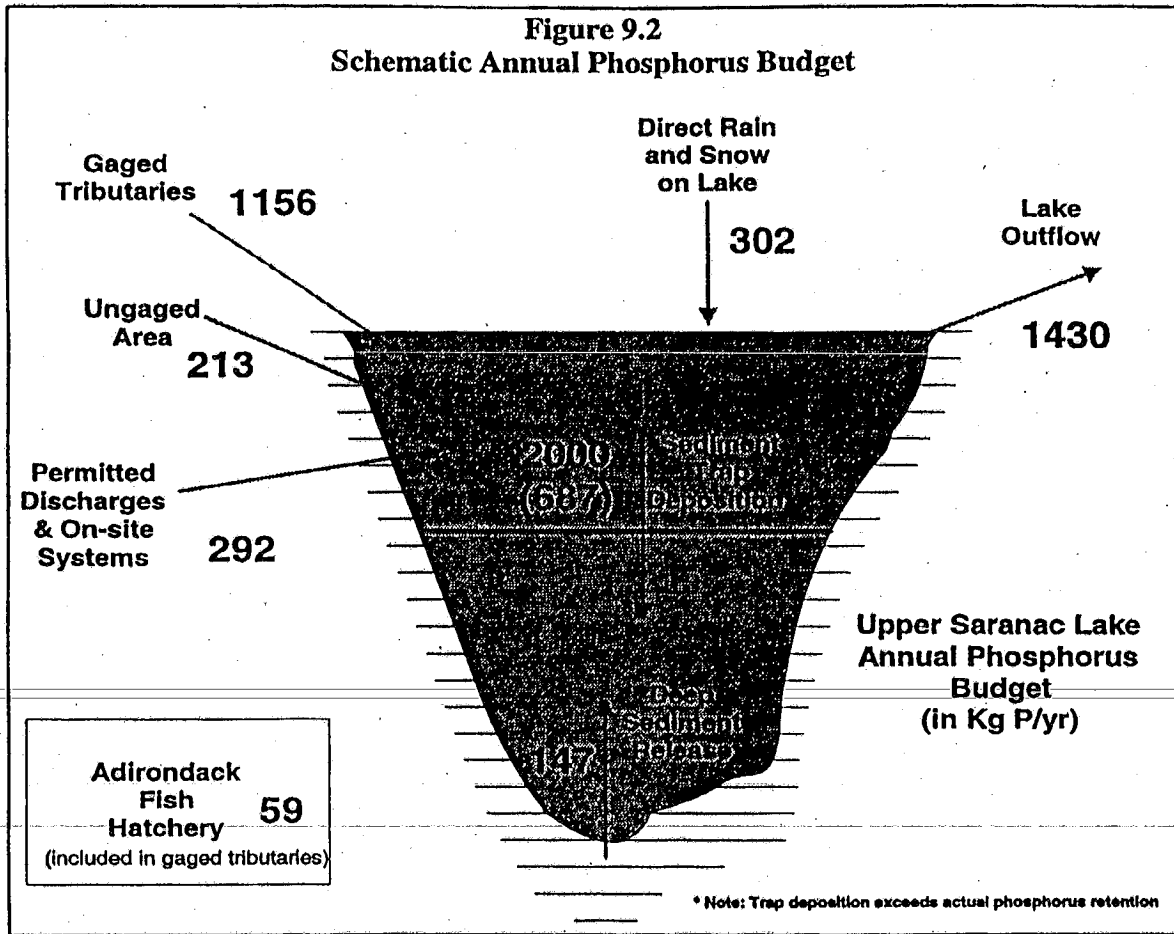 Figure 9.2
Schematic Annual Phosphorus Budget
Gaged
Tributaries
1156
Direct Rain
and Snow
on Lake
302
Lake
Outflow
1430
Ungaged
Area
213
Permitted
Discharges
& On-site
Systems
292
2000
(687)
Sediment
Trap
Deposition
Deep
Sediment
Release
147
Upper Saranac Lake
Annual Phosphorus
Budget
(in Kg P/yr)
Adirondack
Fish
Hatchery
59
(included in gaged tributaries)
* Note: Trap deposition exceeds actual phosphorus retention